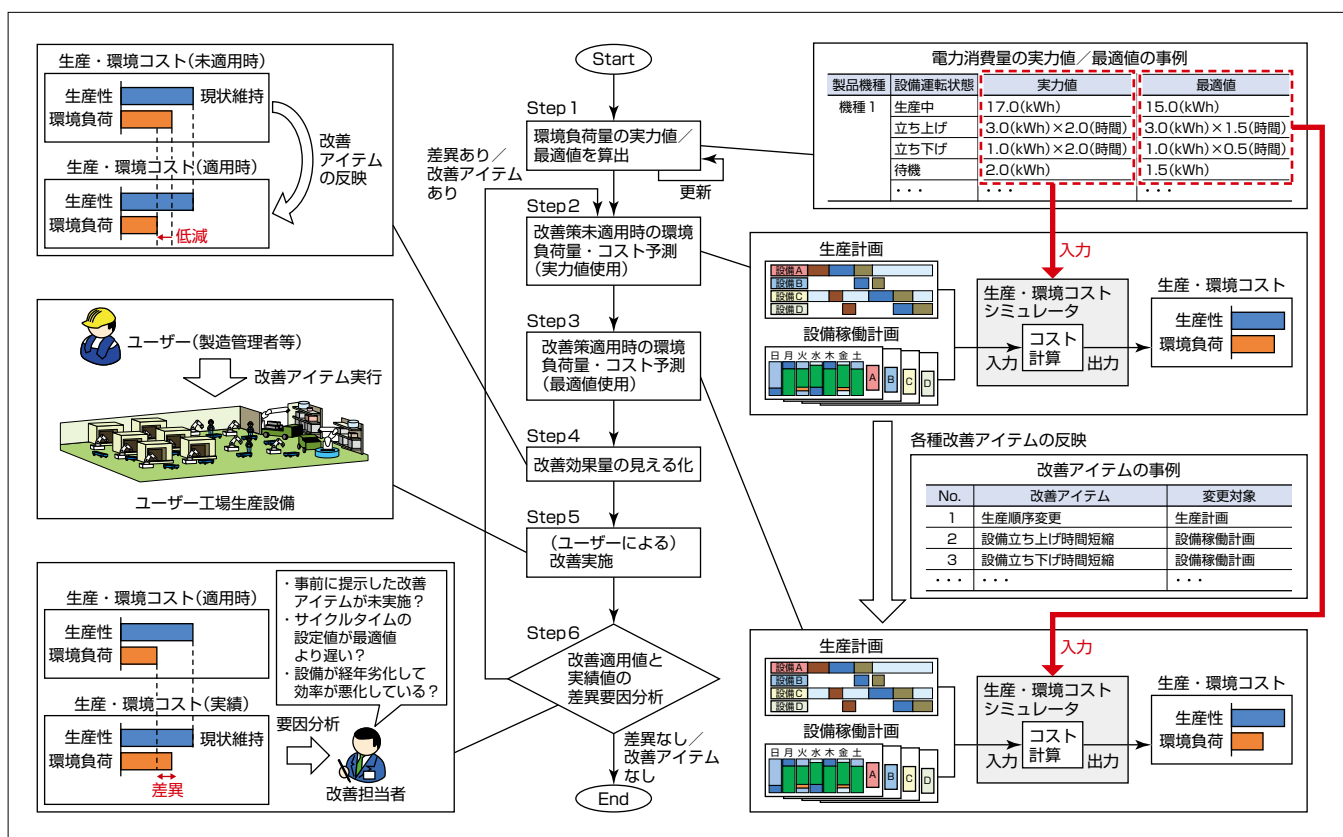 生産・環境コスト(未適用時)
生産性
現状維持
環境負荷
改善
アイテム
の反映
生産・環境コスト(適用時)
生産性
環境負荷
低減
ユーザー(製造管理者等)
改善アイテム実行
ユーザー工場生産設備
生産・環境コスト(適用時)
生産性
環境負荷
生産・環境コスト(実績)
生産性
現状維持
環境負荷
差異
・事前に提示した改善
アイテムが未実施?
・サイクルタイムの
設定値が最適値
より遅い?
・設備が経年劣化して
効率が悪化している?
要因分析
改善担当者
Start
Step1
環境負荷量の実力値/
最適値を算出
更新
差異あり/
改善アイテム
あり
Step2
改善策未適用時の環境
負荷量・コスト予測
(実力値使用)
Step3
改善策適用時の環境
負荷量・コスト予測
(最適値使用)
Step4
改善効果量の見える化
Step5
(ユーザーによる)
改善実施
Step6
改善適用値と
実績値の
差異要因分析
差異なし/
改善アイテム
なし
End
電力消費量の実力値/最適値の事例
製品機種 設備運転状態 実力値 最適値
機種1 生産中 17.0(kWh) 15.0(kWh)
立ち上げ 3.0(kWh)×2.0(時間) 3.0(kWh)×1.5(時間)
立ち下げ 1.0(kWh)×2.0(時間) 1.0(kWh)×0.5(時間)
待機 2.0(kWh) 1.5(kWh)
・・・ ・・・ ・・・
入力
生産計画
設備A
設備B
設備C
設備D
設備稼働計画
日 月 火 水 木 金 土
A
B
C
D
入力
生産・環境コスト
シミュレータ
コスト
計算
出力
生産・環境コスト
生産性
環境負荷
各種改善アイテムの反映
改善アイテムの事例
No. 改善アイテム 変更対象
1 生産順序変更 生産計画
2 設備立ち上げ時間短縮 設備稼働計画
3 設備立ち下げ時間短縮 設備稼働計画
・・・ ・・・ ・・・
入力
生産計画
設備A
設備B
設備C
設備D
設備稼働計画
日 月 火 水 木 金 土
A
B
C
D
入力
生産・環境コスト
シミュレータ
コスト
計算
出力
生産・環境コスト
生産性
環境負荷